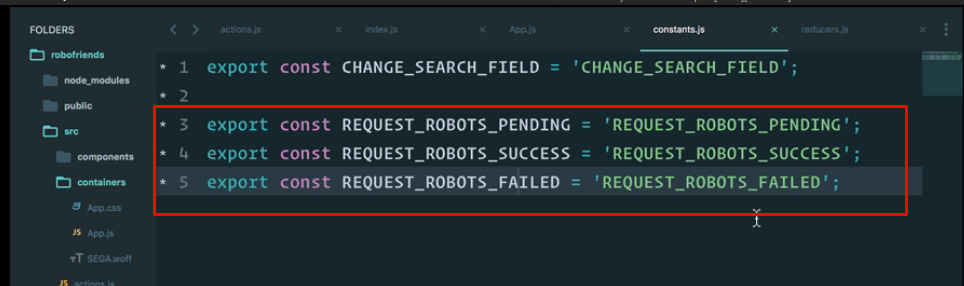 FOLDERS
robofriends
node_modules
public
src
components
containers
App.css
JS App.js
SEGA.woff
JS actions.js
actions.js × index.js × App.js × constants.js × reducers.js ×
* 1 export const CHANGE_SEARCH_FIELD = 'CHANGE_SEARCH_FIELD';
* 2
* 3 export const REQUEST_ROBOTS_PENDING = 'REQUEST_ROBOTS_PENDING';
* 4 export const REQUEST_ROBOTS_SUCCESS = 'REQUEST_ROBOTS_SUCCESS';
* 5 export const REQUEST_ROBOTS_FAILED = 'REQUEST_ROBOTS_FAILED';